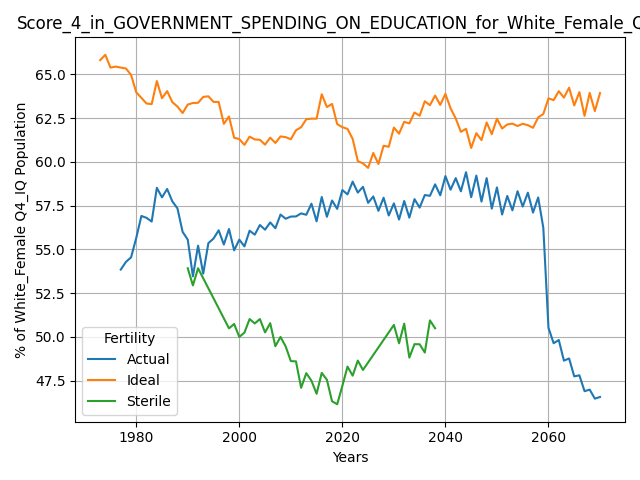 Score_4_in_GOVERNMENT_SPENDING_ON_EDUCATION_for_White_Female_Q
% of White_Female Q4_IQ Population
65.0
62.5
60.0
57.5
55.0
52.5
50.0
47.5
Fertility
Actual
Ideal
Sterile
1980 2000 2020 2040 2060
Years